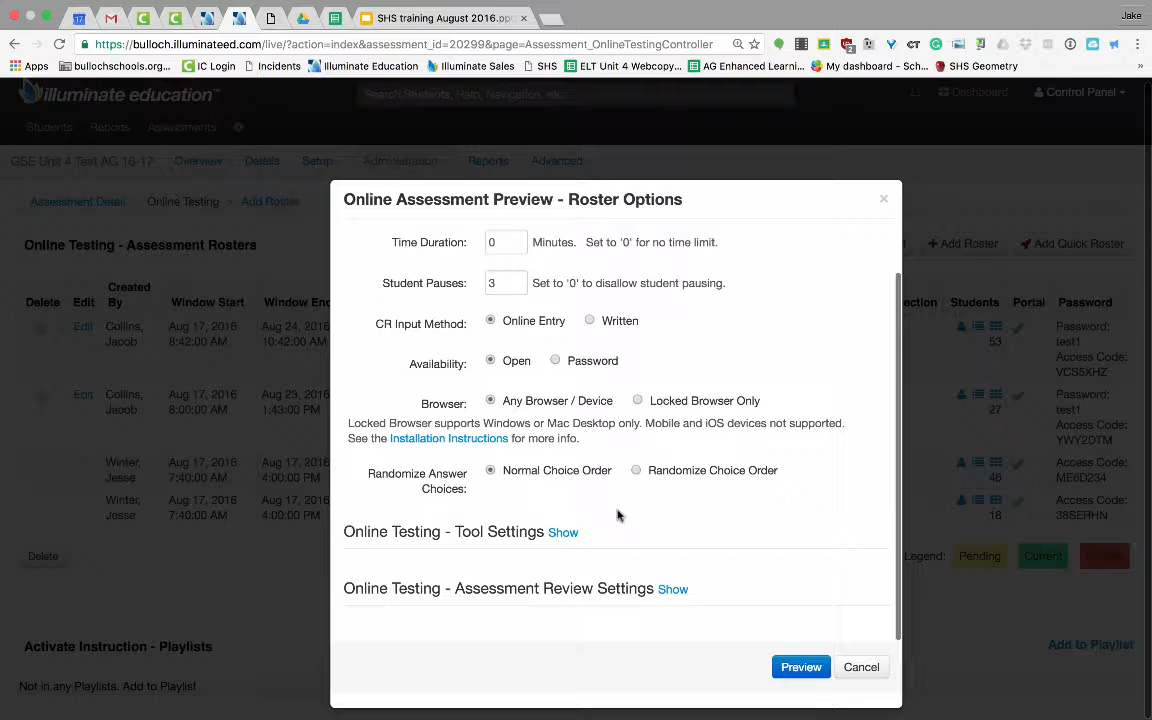 SHS training August 2016.pp
Jake
https://bulloch.illuminateed.com/live/?action=index&assessment_id=20299&page=Assessment_OnlineTestingController
Apps bullochschools.org IC Login Incidents Illuminate Education Illuminate Sales SHS ELT Unit 4 Webcopy... AG Enhanced Learni... My dashboard - Sch... SHS Geometry »
illuminate education™ Search Students, Help, Navigation, etc... Dashboard Control Panel
Students Reports Assessments
GSE Unit 4 Test AG 16-17 Overview Details Setup Administration Reports Advanced
Assessment Detail Online Testing Add Roster
Online Testing - Assessment Rosters + Add Roster Add Quick Roster
Delete Edit Created By Window Start Window End Students Portal Password
Edit Collins, Jacob Aug 17, 2016 8:42:00 AM Aug 24, 2016 10:42:00 AM 53 Password: test1 Access Code: VCS5XHZ
Edit Collins, Jacob Aug 17, 2016 8:00:00 AM Aug 23, 2016 1:43:00 PM 27 Password: test1 Access Code: YWY2DTM
Winter, Jesse Aug 17, 2016 7:40:00 AM Aug 17, 2016 4:00:00 PM 46 Access Code: ME6D234
Winter, Jesse Aug 17, 2016 7:40:00 AM Aug 17, 2016 4:00:00 PM 18 Access Code: 38SERHN
Delete Legend: Pending Current
Activate Instruction - Playlists Add to Playlist
Not in any Playlists. Add to Playlist
Online Assessment Preview - Roster Options ×
Time Duration: 0 Minutes. Set to '0' for no time limit.
Student Pauses: 3 Set to '0' to disallow student pausing.
CR Input Method: Online Entry Written
Availability: Open Password
Browser: Any Browser / Device Locked Browser Only
Locked Browser supports Windows or Mac Desktop only. Mobile and iOS devices not supported.
See the Installation Instructions for more info.
Randomize Answer Choices: Normal Choice Order Randomize Choice Order
Online Testing - Tool Settings Show
Online Testing - Assessment Review Settings Show
Preview Cancel